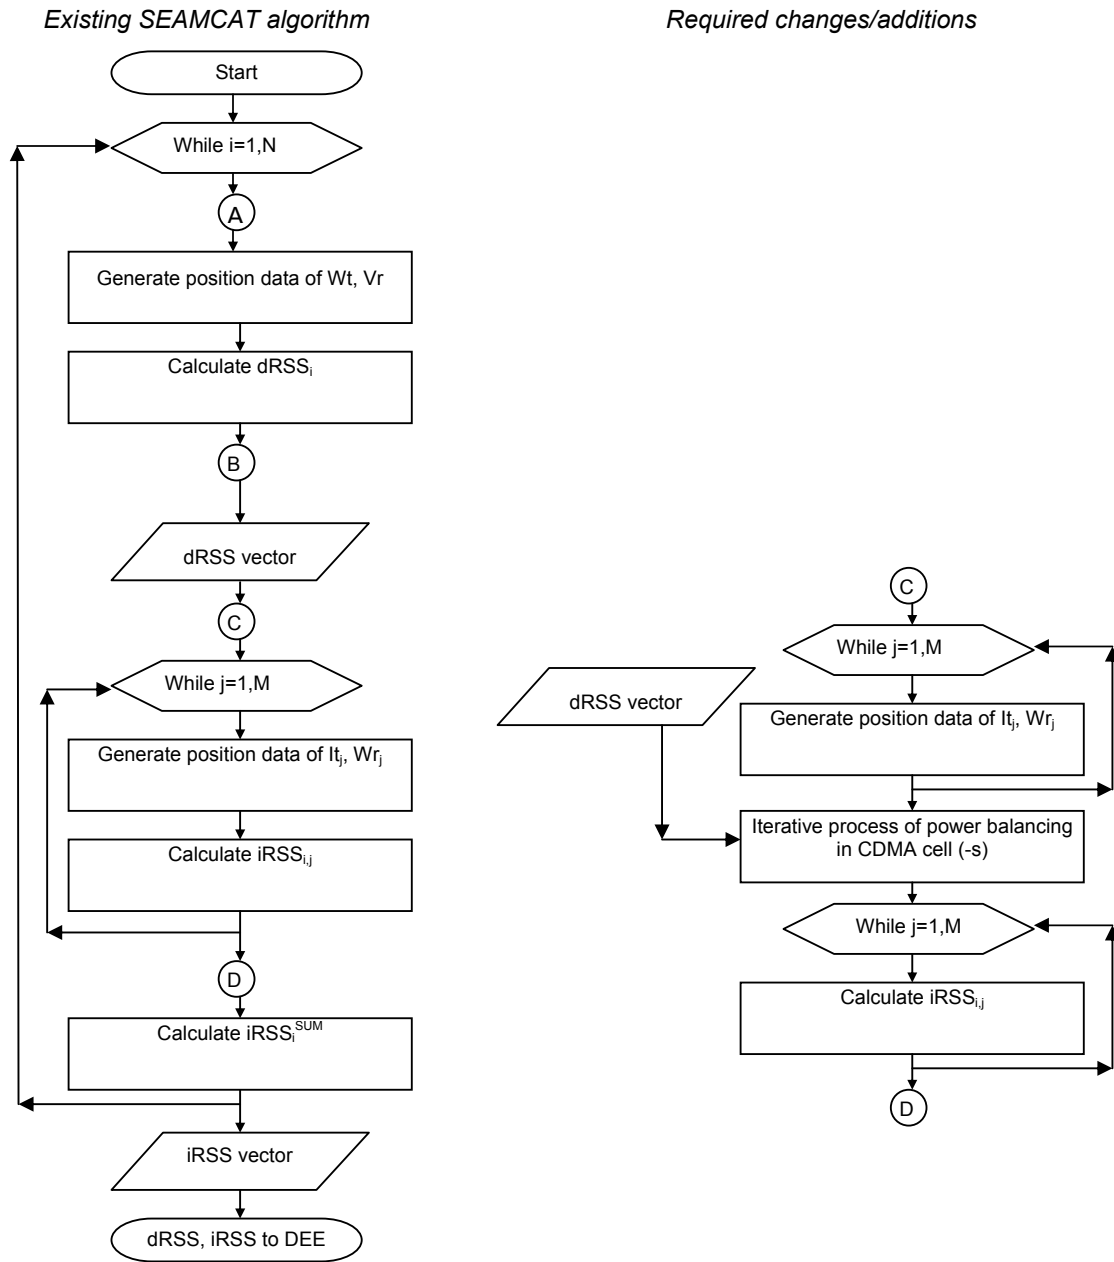 Existing SEAMCAT algorithm
Start
While i=1,N
A
Generate position data of Wt, Vr
Calculate dRSSi
B
dRSS vector
C
While j=1,M
Generate position data of Itj, Wrj
Calculate iRSSi,j
D
Calculate iRSSiSUM
iRSS vector
dRSS, iRSS to DEE
Required changes/additions
C
While j=1,M
dRSS vector
Generate position data of Itj, Wrj
Iterative process of power balancing
in CDMA cell (-s)
While j=1,M
Calculate iRSSi,j
D